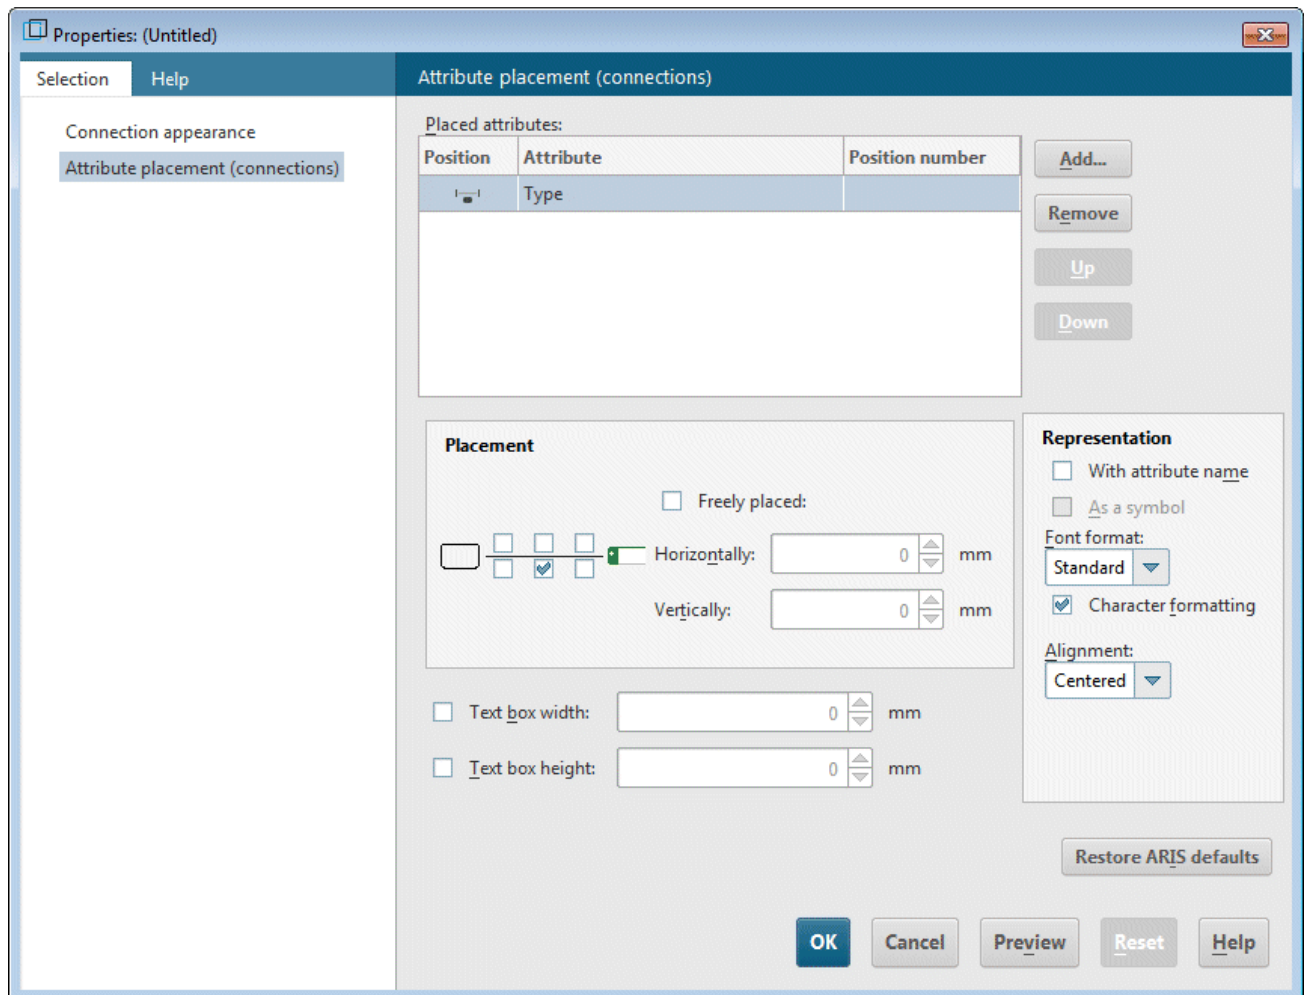 Properties: (Untitled)
Selection Help
Attribute placement (connections)
Connection appearance
Attribute placement (connections)
Placed attributes:
Position Attribute Position number
Type
Add...
Remove
Up
Down
Placement
Freely placed:
Horizontally: 0 mm
Vertically: 0 mm
Text box width: 0 mm
Text box height: 0 mm
Representation
With attribute name
As a symbol
Font format:
Standard
Character formatting
Alignment:
Centered
Restore ARIS defaults
OK Cancel Preview Reset Help